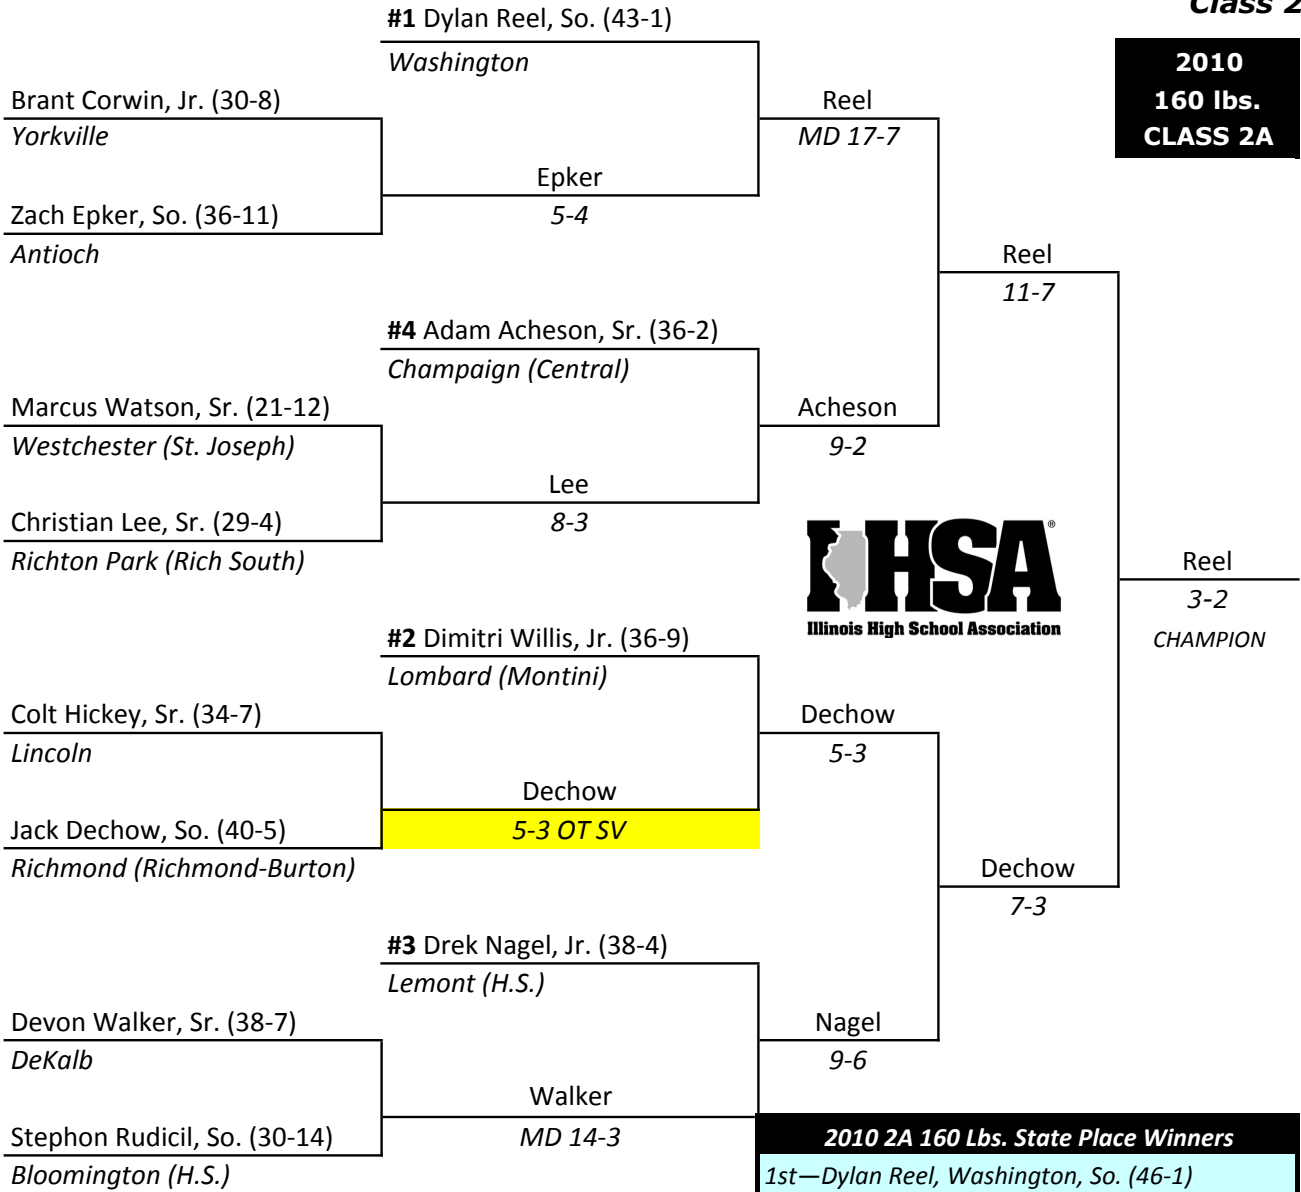 Class 2
#1 Dylan Reel, So. (43-1)
Washington
2010
160 lbs.
CLASS 2A
Brant Corwin, Jr. (30-8)
Yorkville
Reel
MD 17-7
Epker
5-4
Zach Epker, So. (36-11)
Antioch
Reel
11-7
#4 Adam Acheson, Sr. (36-2)
Champaign (Central)
Marcus Watson, Sr. (21-12)
Westchester (St. Joseph)
Acheson
9-2
Lee
8-3
Christian Lee, Sr. (29-4)
Richton Park (Rich South)
IHSA®
Illinois High School Association
Reel
3-2
CHAMPION
#2 Dimitri Willis, Jr. (36-9)
Lombard (Montini)
Colt Hickey, Sr. (34-7)
Lincoln
Dechow
5-3
Dechow
5-3 OT SV
Jack Dechow, So. (40-5)
Richmond (Richmond-Burton)
Dechow
7-3
#3 Drek Nagel, Jr. (38-4)
Lemont (H.S.)
Devon Walker, Sr. (38-7)
DeKalb
Nagel
9-6
Walker
MD 14-3
Stephon Rudicil, So. (30-14)
Bloomington (H.S.)
2010 2A 160 Lbs. State Place Winners
1st—Dylan Reel, Washington, So. (46-1)